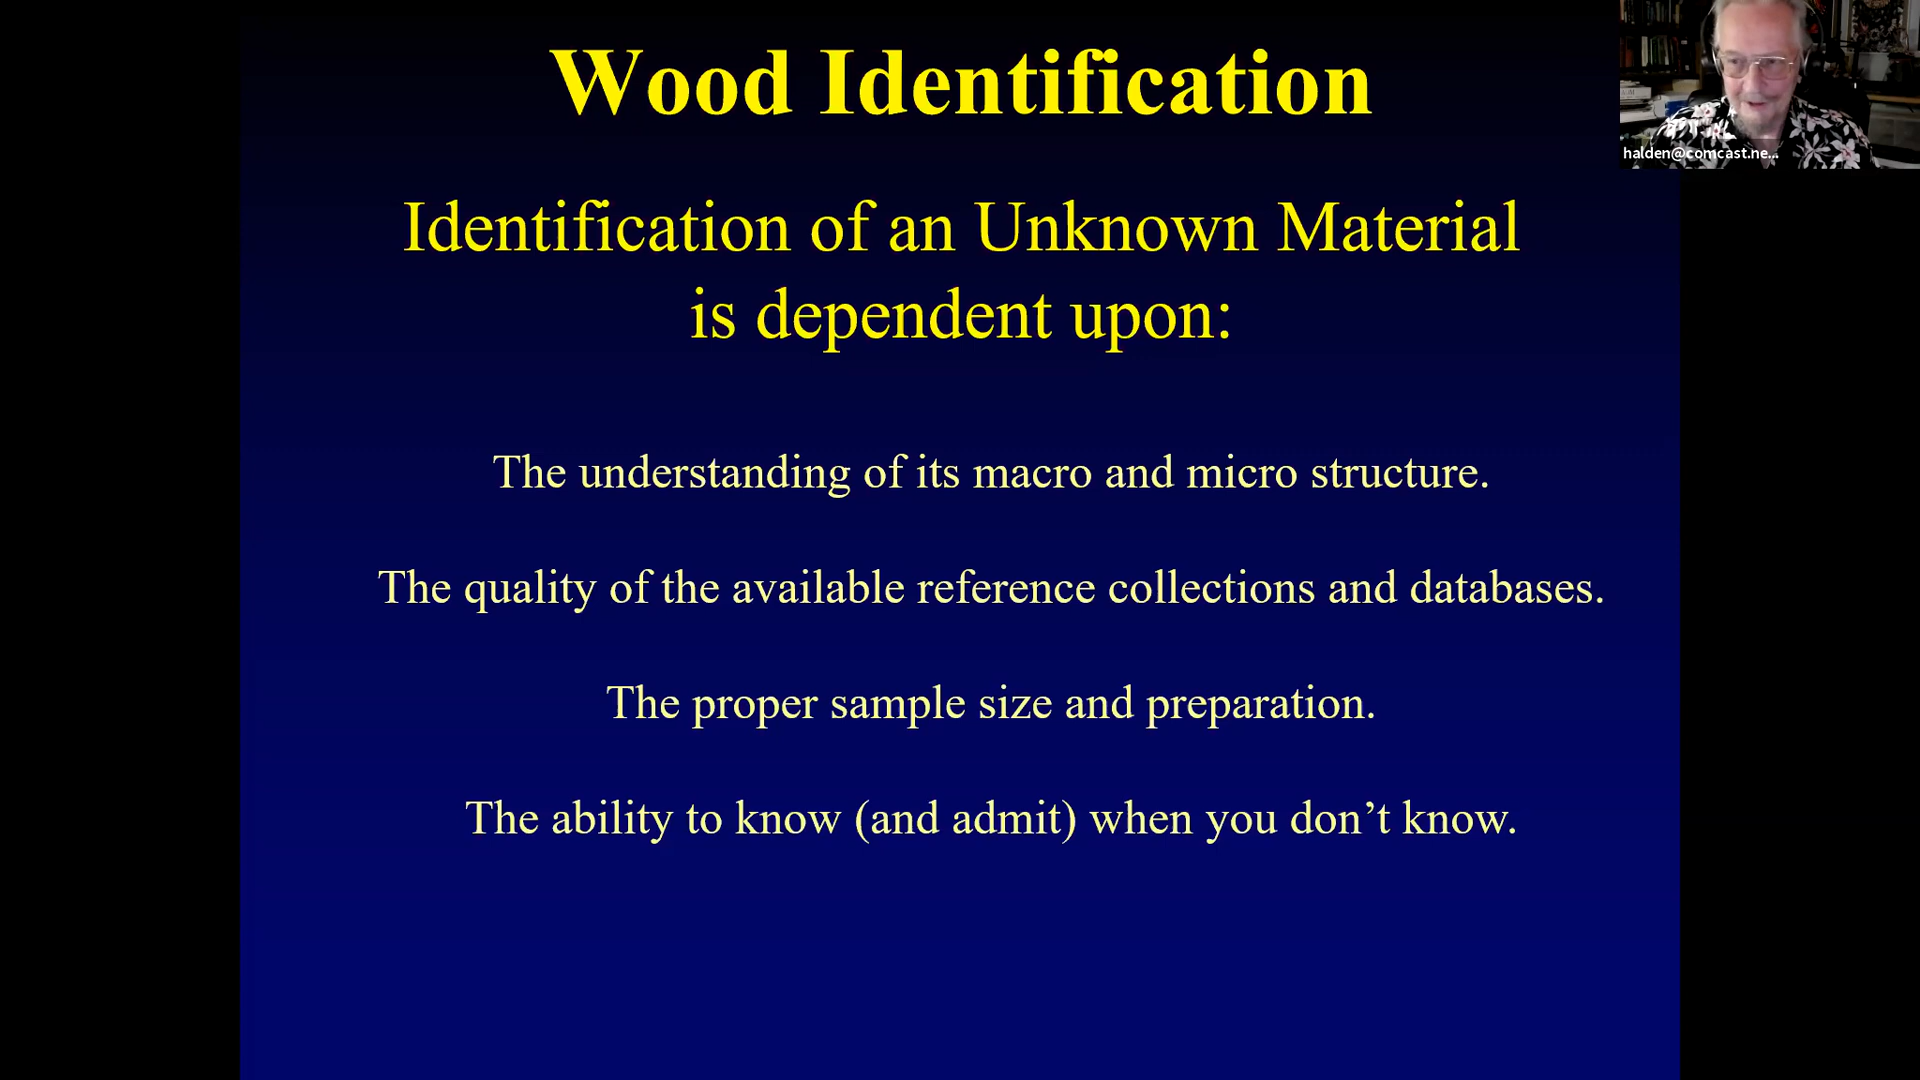 Wood Identification
halden@comcast.ne...
Identification of an Unknown Material
is dependent upon:
The understanding of its macro and micro structure.
The quality of the available reference collections and databases.
The proper sample size and preparation.
The ability to know (and admit) when you don’t know.